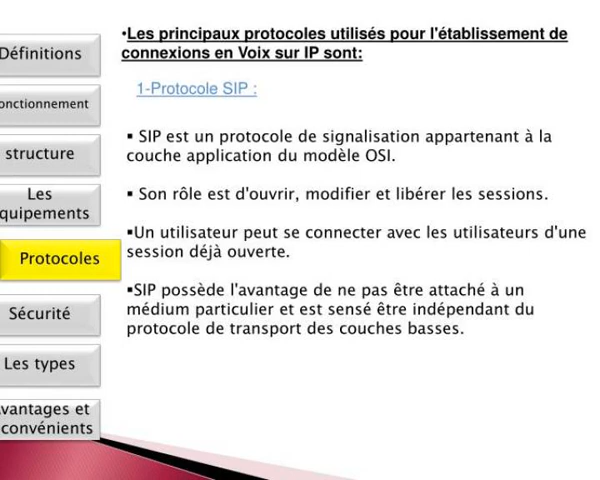 Définitions
onctionnement
structure
Les
quipements
Protocoles
Sécurité
Les types
vantages et
convénients
•Les principaux protocoles utilisés pour l'établissement de
connexions en Voix sur IP sont:
1-Protocole SIP :
▪ SIP est un protocole de signalisation appartenant à la
couche application du modèle OSI.
▪ Son rôle est d'ouvrir, modifier et libérer les sessions.
▪Un utilisateur peut se connecter avec les utilisateurs d'une
session déjà ouverte.
▪SIP possède l'avantage de ne pas être attaché à un
médium particulier et est sensé être indépendant du
protocole de transport des couches basses.